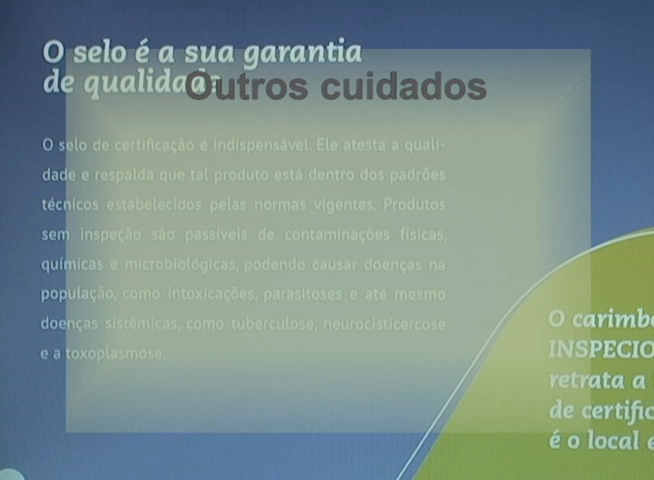 O selo é a sua garantia
de qualidade
Outros cuidados
O selo de certificação é indispensável. Ele atesta a quali-
dade e respalda que tal produto está dentro dos padrões
técnicos estabelecidos pelas normas vigentes. Produtos
sem inspeção são passíveis de contaminações físicas,
químicas e microbiológicas, podendo causar doenças na
população, como intoxicações, parasitoses e até mesmo
doenças sistêmicas, como tuberculose, neurocisticercose
e a toxoplasmose.
O
retrata a
de
é o local